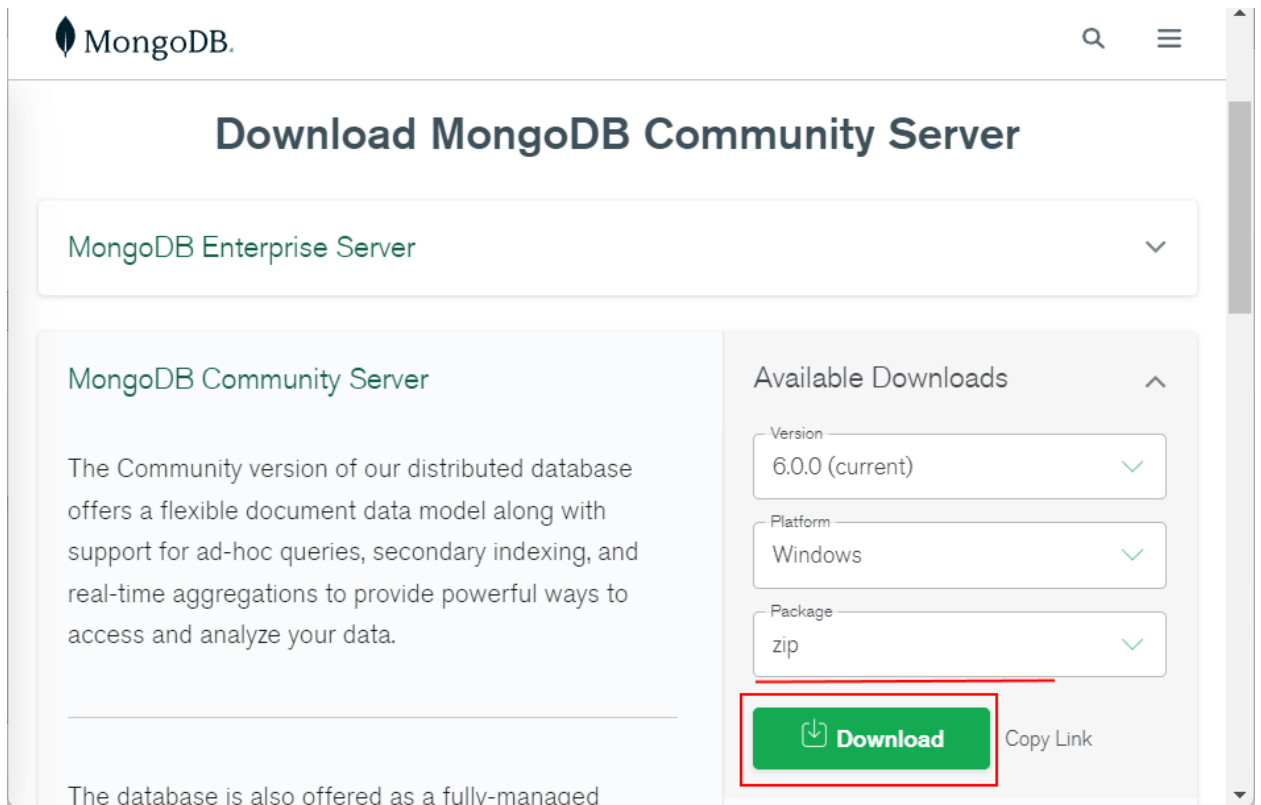 MongoDB.
Download MongoDB Community Server
MongoDB Enterprise Server
MongoDB Community Server
The Community version of our distributed database
offers a flexible document data model along with
support for ad-hoc queries, secondary indexing, and
real-time aggregations to provide powerful ways to
access and analyze your data.
The database is also offered as a fully-managed
Available Downloads
Version
6.0.0 (current)
Platform
Windows
Package
zip
Download
Copy Link